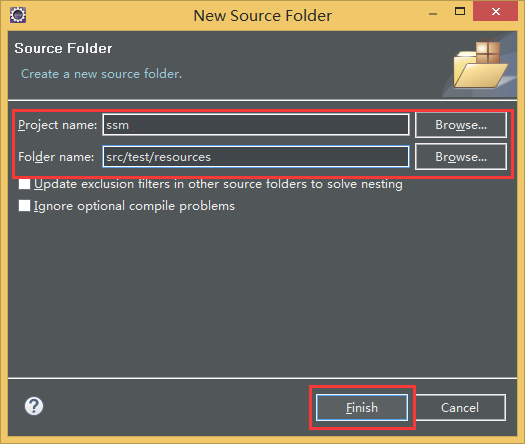 New Source Folder
Source Folder
Create a new source folder.
Project name: ssm Browse...
Folder name: src/test/resources Browse...
Update exclusion filters in other source folders to solve nesting
Ignore optional compile problems
? Finish Cancel